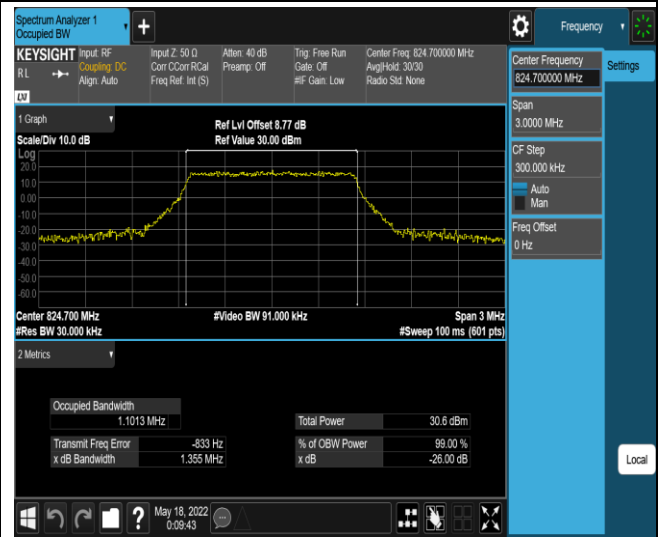 Spectrum Analyzer 1
Occupied BW
+
Frequency
KEYSIGHT
RL
LXI
Input: RF
Coupling: DC
Align: Auto
Input Z: 50 Ω
Corr CCorr RCal
Freq Ref: Int (S)
Atten: 40 dB
Preamp: Off
Trig: Free Run
Gate: Off
#IF Gain: Low
Center Freq: 824.700000 MHz
Avg|Hold: 30/30
Radio Std: None
Center Frequency
824.700000 MHz
Settings
Span
3.0000 MHz
CF Step
300.000 kHz
Auto
Man
Freq Offset
0 Hz
1 Graph
Scale/Div 10.0 dB
Ref Lvl Offset 8.77 dB
Ref Value 30.00 dBm
Log
20.0
10.0
0.00
-10.0
-20.0
-30.0
-40.0
-50.0
-60.0
Center 824.700 MHz
#Video BW 91.000 kHz
Span 3 MHz
#Res BW 30.000 kHz
#Sweep 100 ms (601 pts)
2 Metrics
Occupied Bandwidth
1.1013 MHz
Total Power 30.6 dBm
Transmit Freq Error -833 Hz
% of OBW Power 99.00 %
x dB Bandwidth 1.355 MHz
x dB -26.00 dB
Local
?
May 18, 2022
0:09:43